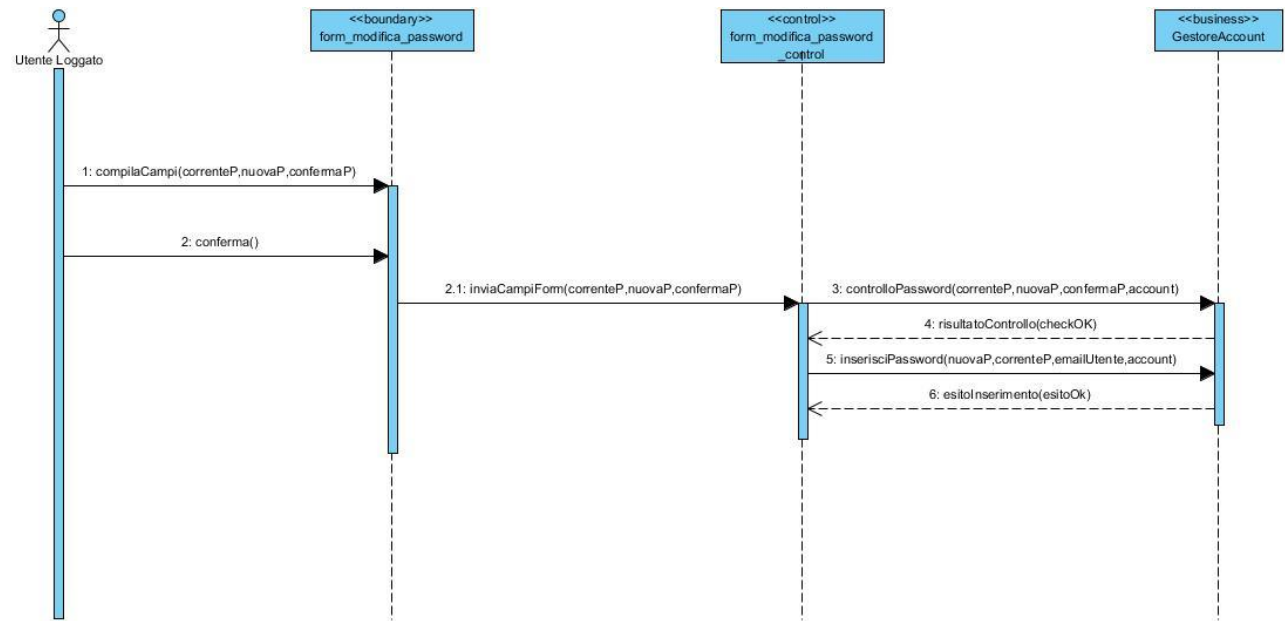 <<boundary>>
form_modifica_password
<<control>>
form_modifica_password
_control
<<business>>
GestoreAccount
Utente Loggato
1: compilaCampi(correnteP,nuovaP,confermaP)
2: conferma()
2.1: inviaCampiForm(correnteP,nuovaP,confermaP)
3: controlloPassword(correnteP,nuovaP,confermaP,account)
4: risultatoControllo(checkOK)
5: inserisciPassword(nuovaP,correnteP,emailUtente,account)
6: esitoInserimento(esitoOk)